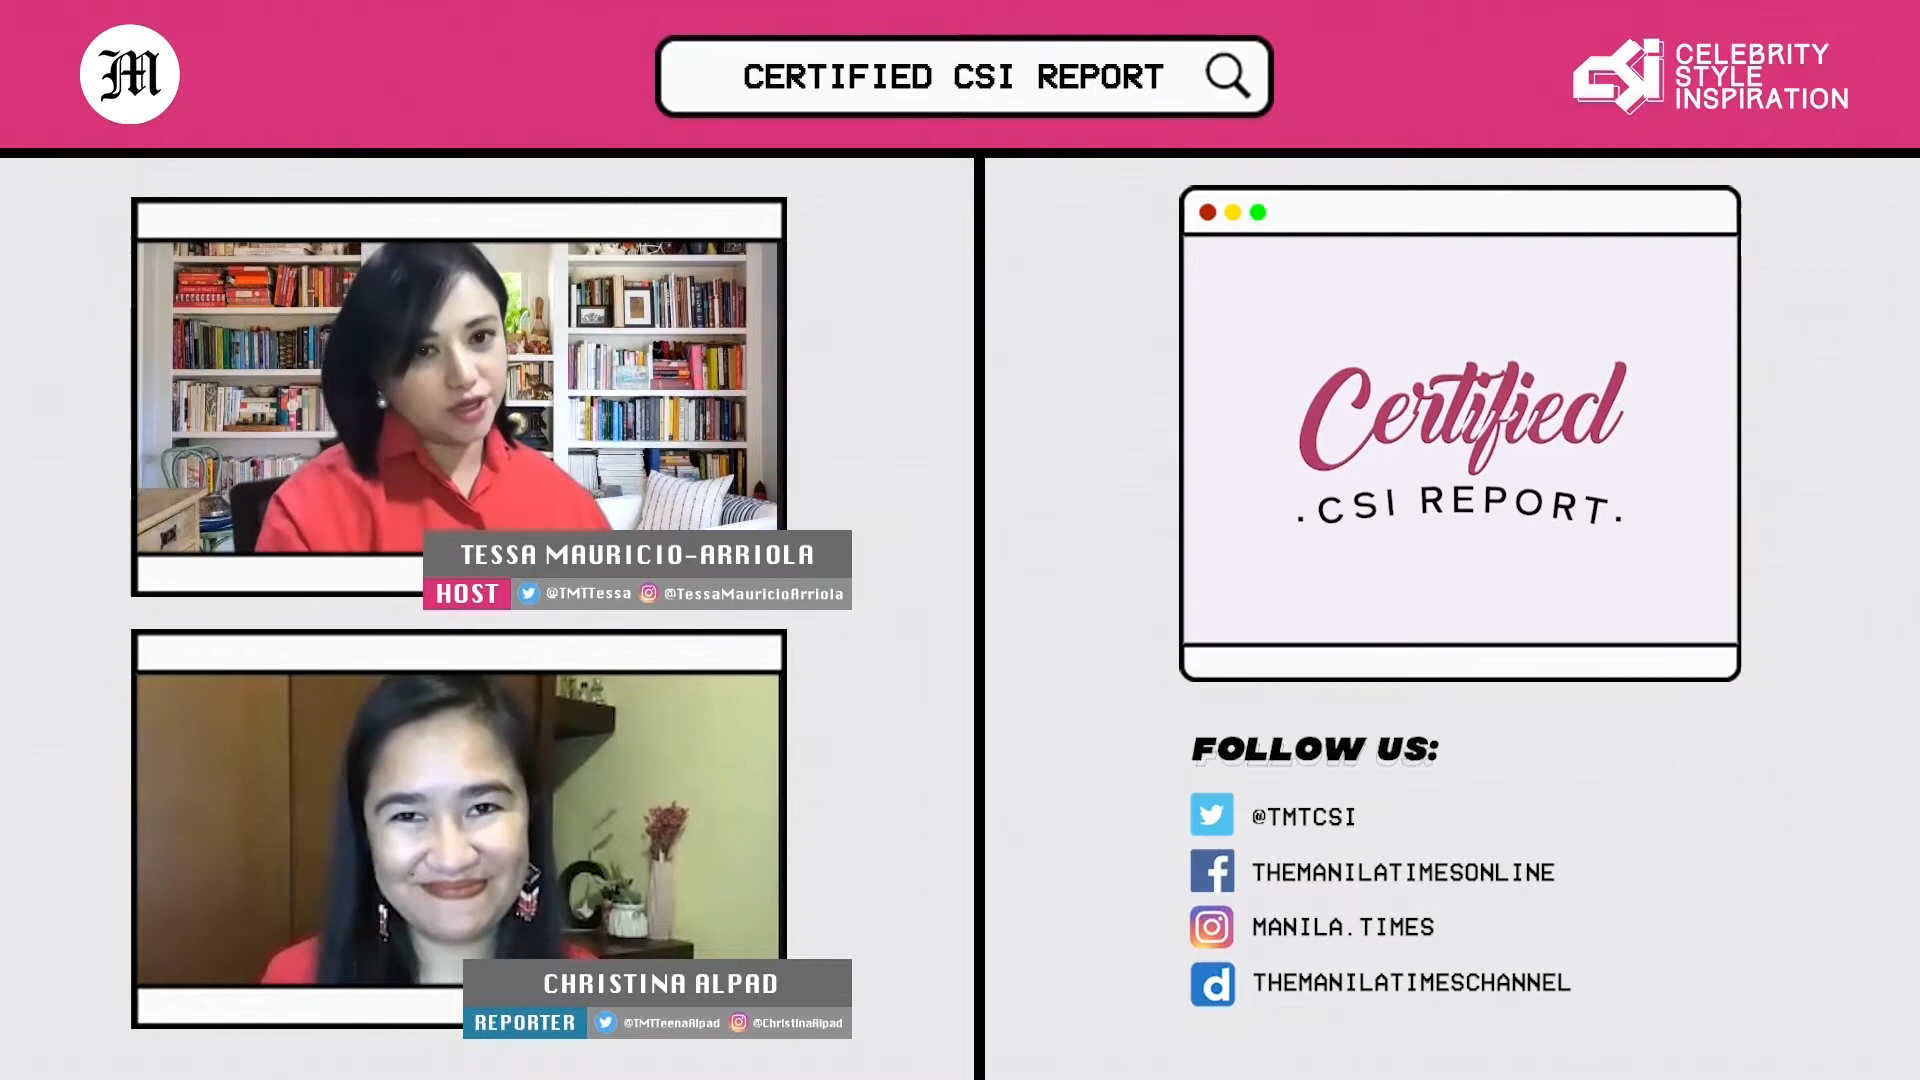 M
CERTIFIED CSI REPORT
CSI
CELEBRITY
STYLE
INSPIRATION
TESSA MAURICIO-ARRIOLA
HOST @TMTTessa @TessaMauricioArriola
CHRISTINA ALPAD
REPORTER @TMTTeenaAlpad @ChristinaAlpad
Certified
.CSI REPORT.
FOLLOW US:
@TMTCSI
THEMANILATIMESONLINE
MANILA.TIMES
d THEMANILATIMESCHANNEL